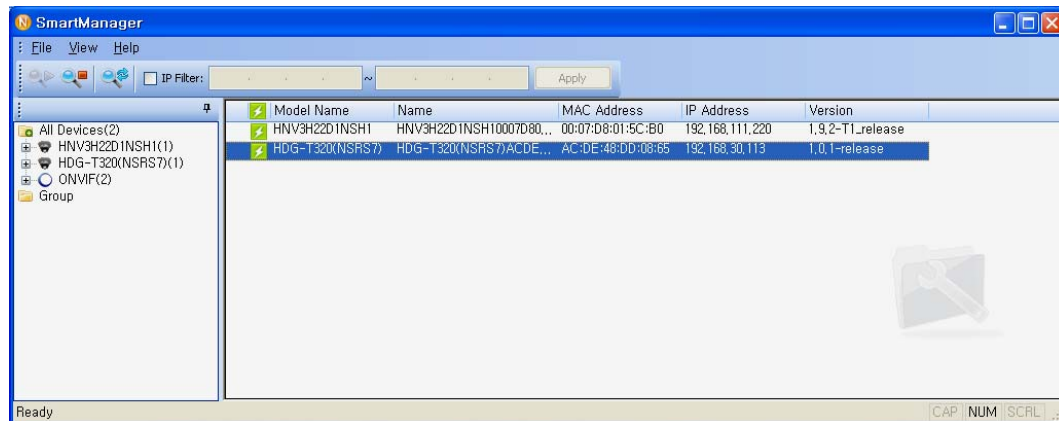 SmartManager
File View Help
IP Filter: . . . ~ . . . Apply
Model Name Name MAC Address IP Address Version
HNV3H22D1NSH1 HNV3H22D1NSH10007D80... 00:07:D8:01:5C:B0 192,168,111,220 1,9,2-T1_release
HDG-T320(NSRS7) HDG-T320(NSRS7)ACDE... AC:DE:48:DD:08:65 192,168,30,113 1,0,1-release
All Devices(2)
HNV3H22D1NSH1(1)
HDG-T320(NSRS7)(1)
ONVIF(2)
Group
Ready CAP NUM SCRL